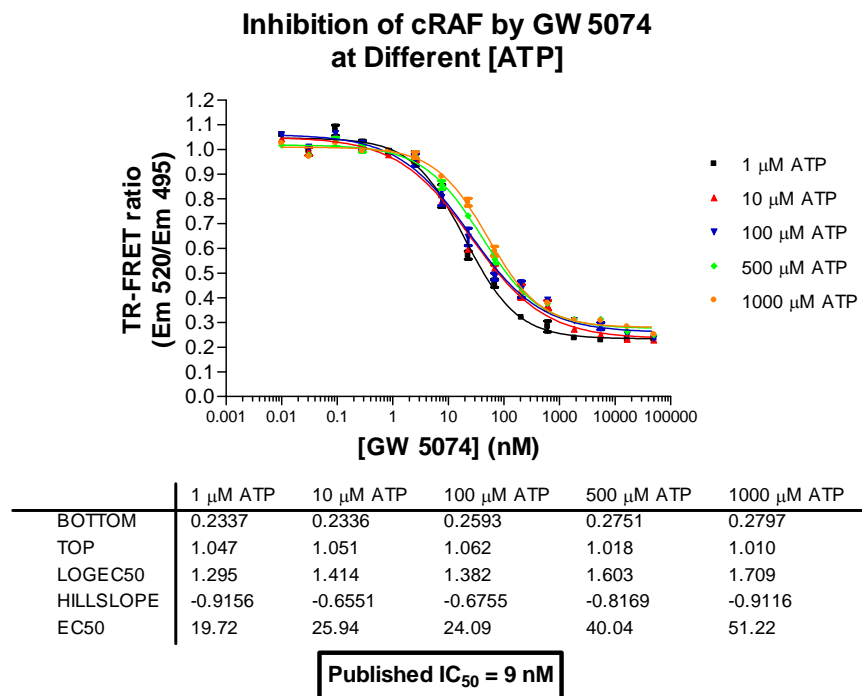 Inhibition of cRAF by GW 5074
at Different [ATP]
1.2
1.1
1.0
0.9
0.8
0.7
0.6
0.5
0.4
0.3
0.2
0.1
0.0
TR-FRET ratio
(Em 520/Em 495)
0.001 0.01 0.1 1 10 100 1000 10000 100000
[GW 5074] (nM)
1 μM ATP
10 μM ATP
100 μM ATP
500 μM ATP
1000 μM ATP
1 μM ATP 10 μM ATP 100 μM ATP 500 μM ATP 1000 μM ATP
BOTTOM 0.2337 0.2336 0.2593 0.2751 0.2797
TOP 1.047 1.051 1.062 1.018 1.010
LOGEC50 1.295 1.414 1.382 1.603 1.709
HILLSLOPE -0.9156 -0.6551 -0.6755 -0.8169 -0.9116
EC50 19.72 25.94 24.09 40.04 51.22
Published IC50 = 9 nM